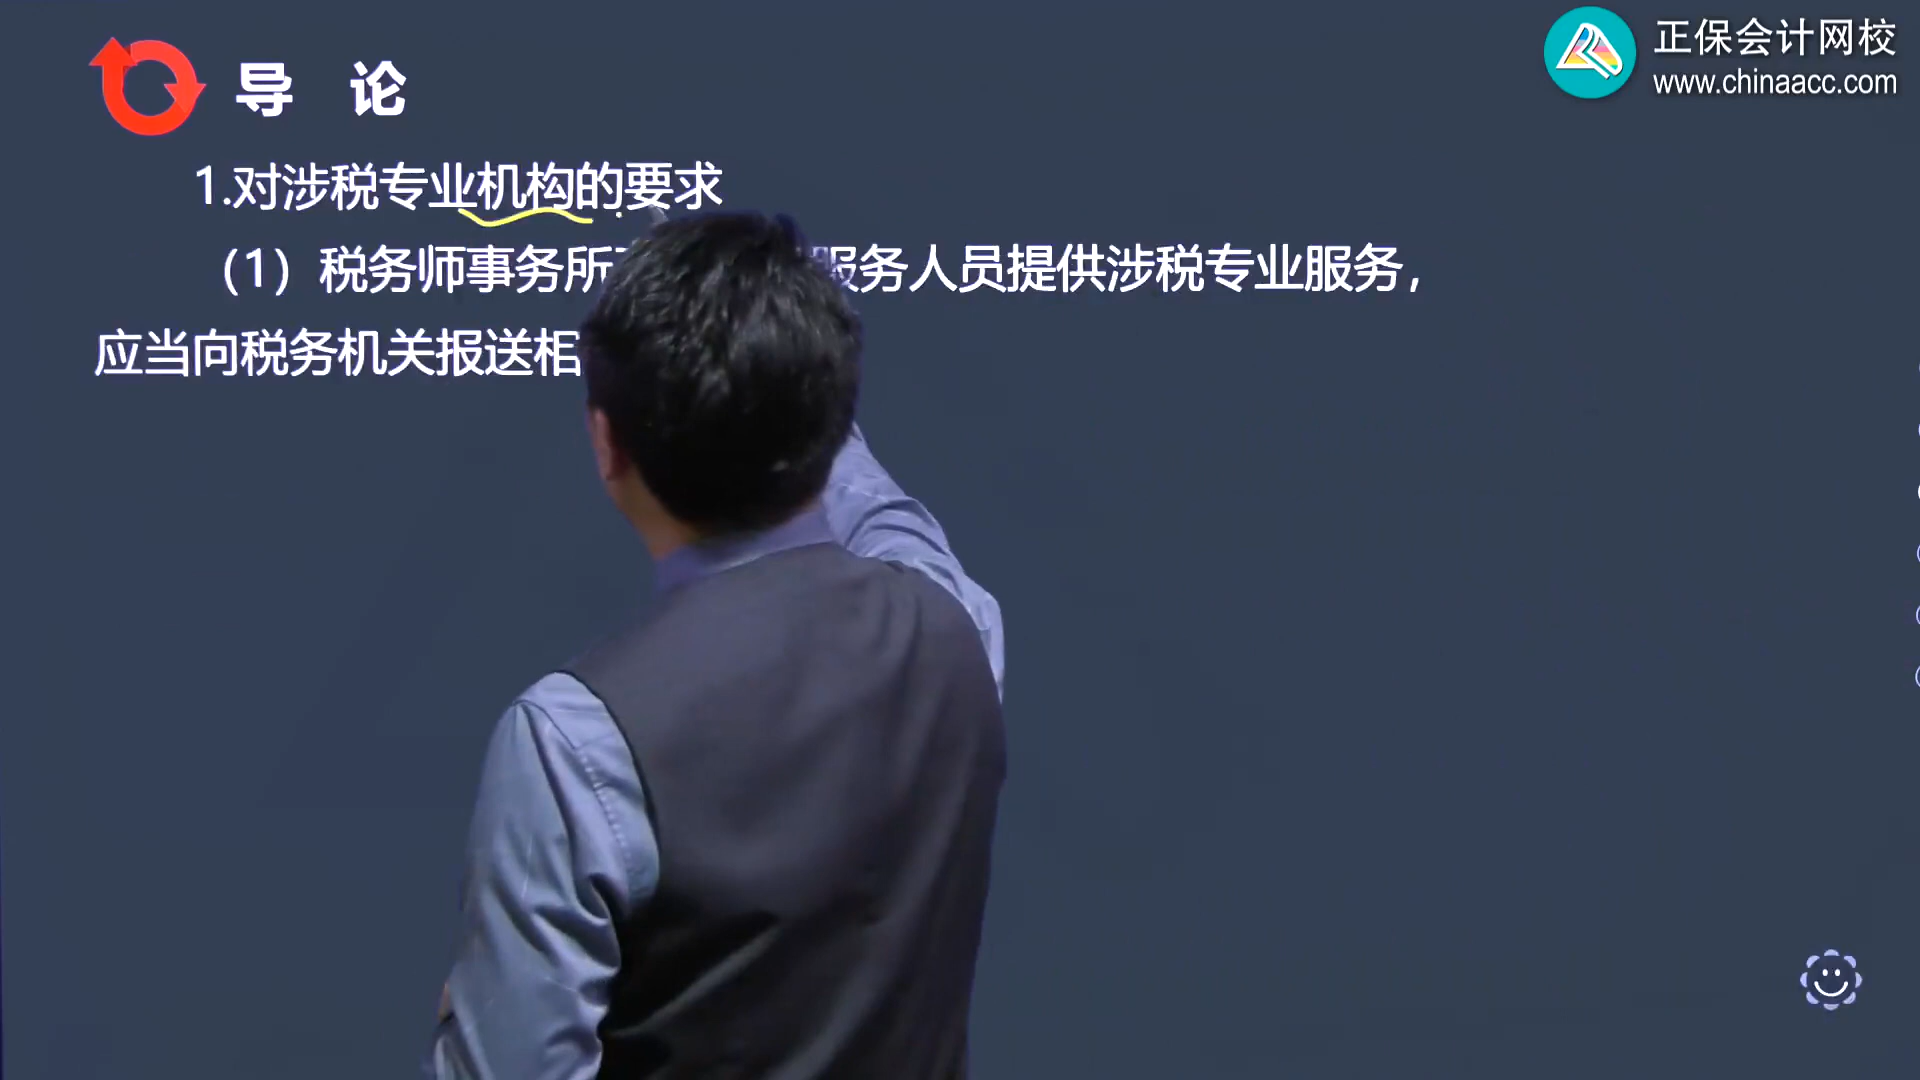 正保会计网校
www.chinaacc.com
导 论
1.对涉税专业机构的要求
（1）税务师事务所 服务人员提供涉税专业服务，
应当向税务机关报送相